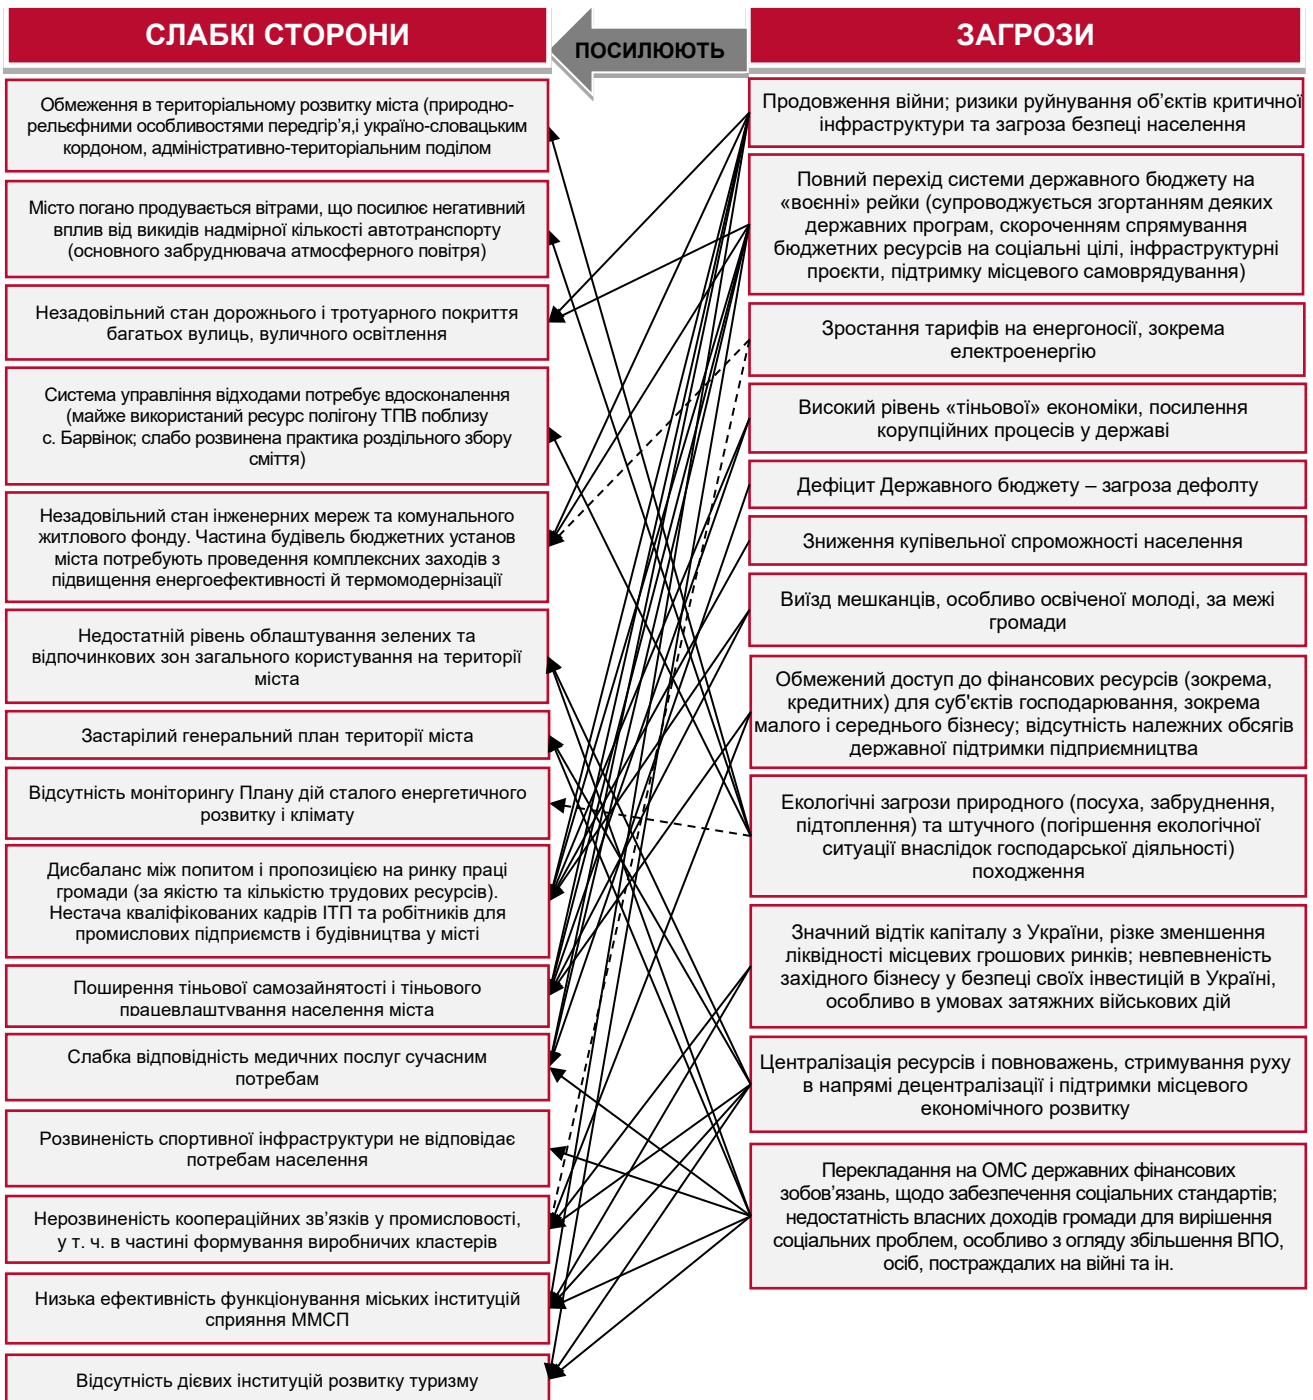 СЛАБКІ СТОРОНИ
ПОСИЛЮЮТЬ
ЗАГРОЗИ
Обмеження в територіальному розвитку міста (природно-
рельєфними особливостями передгір’я,і україно-словацьким
кордоном, адміністративно-територіальним поділом
Місто погано продувається вітрами, що посилює негативний
вплив від викидів надмірної кількості автотранспорту
(основного забруднювача атмосферного повітря)
Незадовільний стан дорожнього і тротуарного покриття
багатьох вулиць, вуличного освітлення
Система управління відходами потребує вдосконалення
(майже використаний ресурс полігону ТПВ поблизу
с. Барвінок; слабо розвинена практика роздільного збору
сміття)
Незадовільний стан інженерних мереж та комунального
житлового фонду. Частина будівель бюджетних установ
міста потребують проведення комплексних заходів з
підвищення енергоефективності й термомодернізації
Недостатній рівень облаштування зелених та
відпочинкових зон загального користування на території
міста
Застарілий генеральний план території міста
Відсутність моніторингу Плану дій сталого енергетичного
розвитку і клімату
Дисбаланс між попитом і пропозицією на ринку праці
громади (за якістю та кількістю трудових ресурсів).
Нестача кваліфікованих кадрів ІТП та робітників для
промислових підприємств і будівництва у місті
Поширення тіньової самозайнятості і тіньового
працевлаштування населення міста
Слабка відповідність медичних послуг сучасним
потребам
Розвиненість спортивної інфраструктури не відповідає
потребам населення
Нерозвиненість коопераційних зв’язків у промисловості,
у т. ч. в частині формування виробничих кластерів
Низька ефективність функціонування міських інституцій
сприяння ММСП
Відсутність дієвих інституцій розвитку туризму
Продовження війни; ризики руйнування об’єктів критичної
інфраструктури та загроза безпеці населення
Повний перехід системи державного бюджету на
«воєнні» рейки (супроводжується згортанням деяких
державних програм, скороченням спрямування
бюджетних ресурсів на соціальні цілі, інфраструктурні
проєкти, підтримку місцевого самоврядування)
Зростання тарифів на енергоносії, зокрема
електроенергію
Високий рівень «тіньової» економіки, посилення
корупційних процесів у державі
Дефіцит Державного бюджету – загроза дефолту
Зниження купівельної спроможності населення
Виїзд мешканців, особливо освіченої молоді, за межі
громади
Обмежений доступ до фінансових ресурсів (зокрема,
кредитних) для суб'єктів господарювання, зокрема
малого і середнього бізнесу; відсутність належних обсягів
державної підтримки підприємництва
Екологічні загрози природного (посуха, забруднення,
підтоплення) та штучного (погіршення екологічної
ситуації внаслідок господарської діяльності)
походження
Значний відтік капіталу з України, різке зменшення
ліквідності місцевих грошових ринків; невпевненість
західного бізнесу у безпеці своїх інвестицій в Україні,
особливо в умовах затяжних військових дій
Централізація ресурсів і повноважень, стримування руху
в напрямі децентралізації і підтримки місцевого
економічного розвитку
Перекладання на ОМС державних фінансових
зобов’язань, щодо забезпечення соціальних стандартів;
недостатність власних доходів громади для вирішення
соціальних проблем, особливо з огляду збільшення ВПО,
осіб, постраждалих на війні та ін.